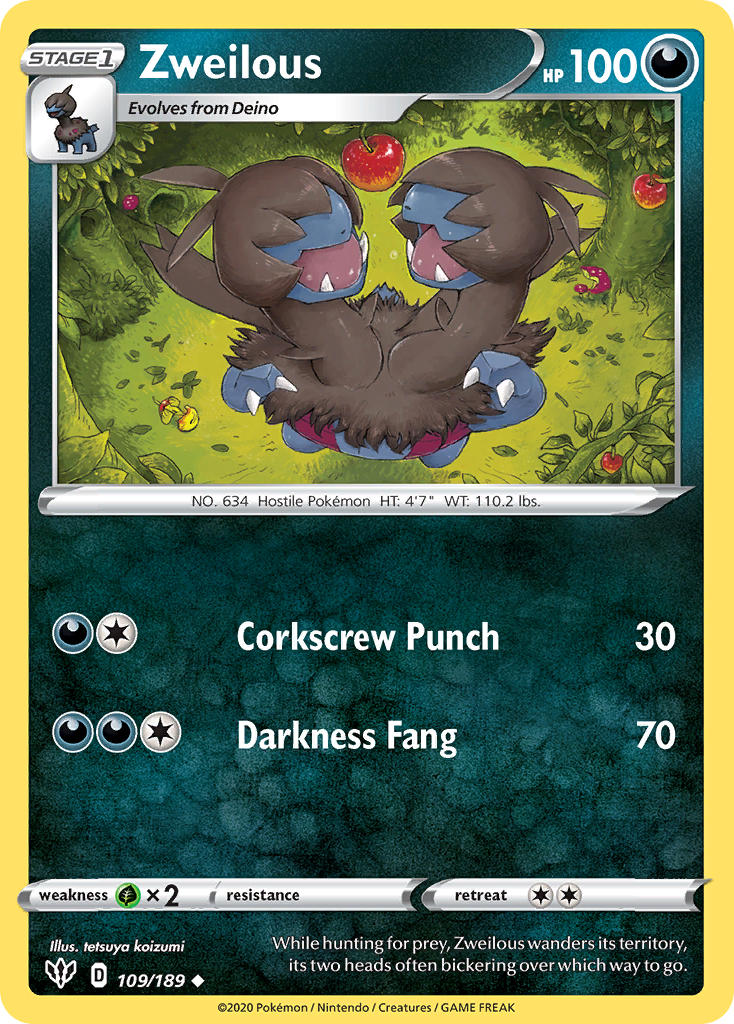 STAGE 1
Zweilous
HP 100
Evolves from Deino
NO. 634 Hostile Pokémon HT: 4'7" WT: 110.2 lbs.
Corkscrew Punch 30
Darkness Fang 70
weakness ×2 resistance retreat
Illus. tetsuya koizumi
D 109/189
While hunting for prey, Zweilous wanders its territory,
its two heads often bickering over which way to go.
©2020 Pokémon / Nintendo / Creatures / GAME FREAK